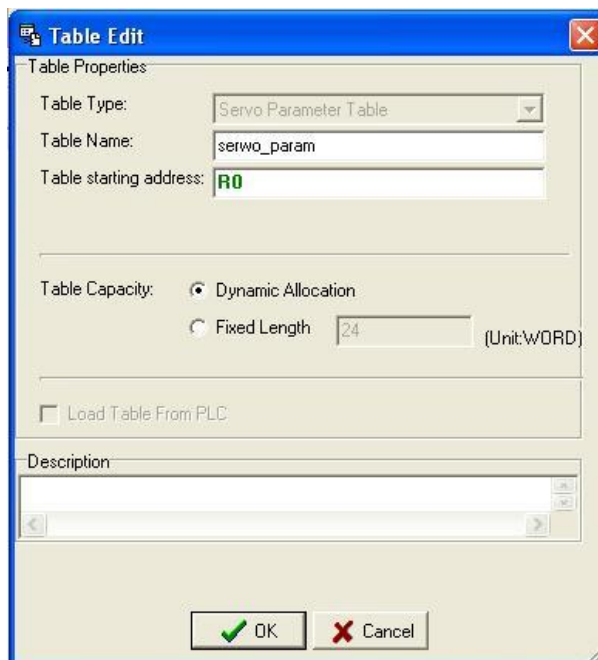 Table Edit
Table Properties
Table Type: Servo Parameter Table
Table Name: serwo_param
Table starting address: R0
Table Capacity: Dynamic Allocation
Fixed Length 24 (Unit:WORD)
Load Table From PLC
Description
OK Cancel